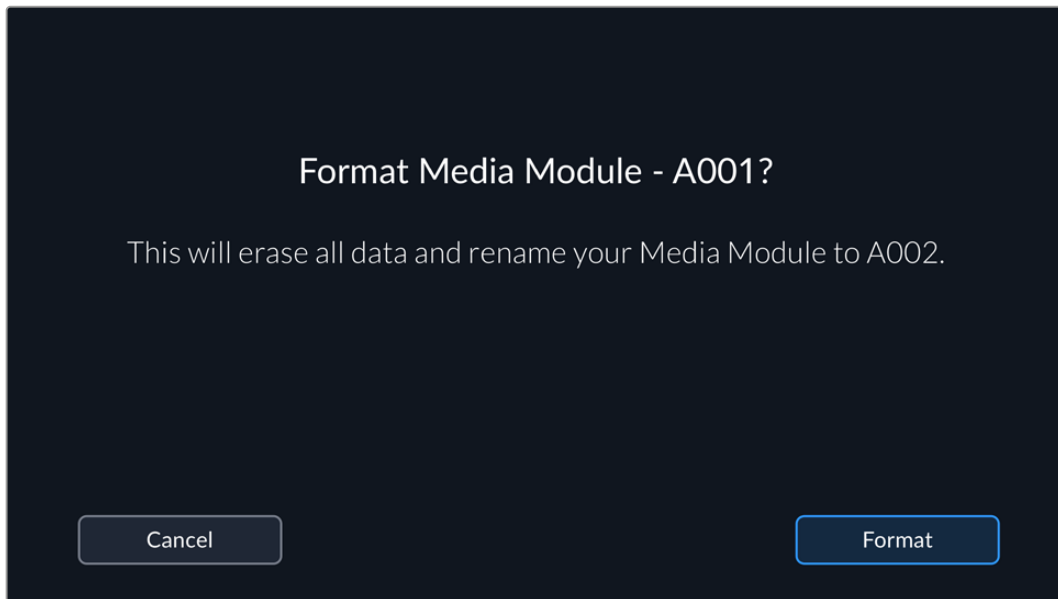 Format Media Module - A001?
This will erase all data and rename your Media Module to A002.
Cancel
Format